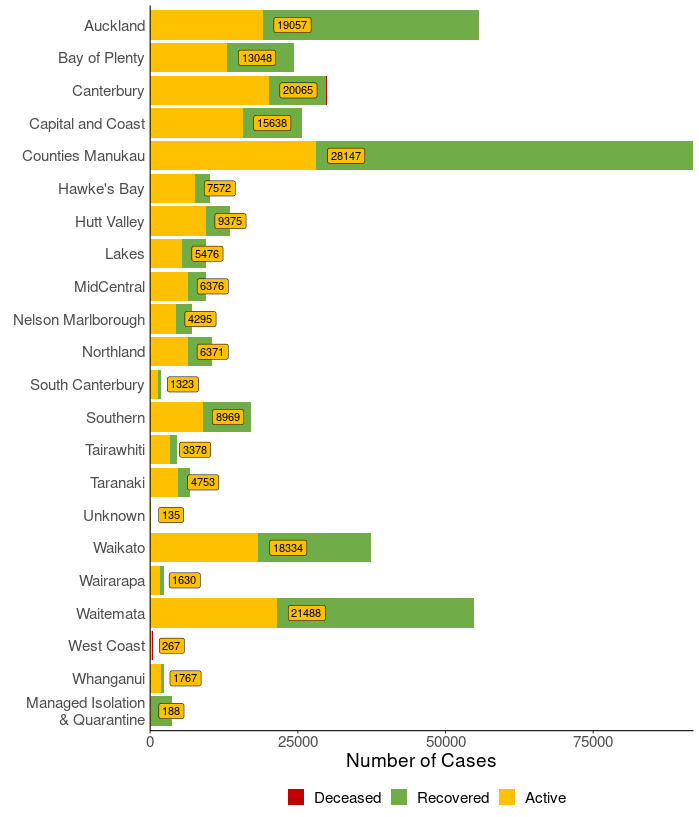 Auckland 19057
Bay of Plenty 13048
Canterbury 20065
Capital and Coast 15638
Counties Manukau 28147
Hawke's Bay 7572
Hutt Valley 9375
Lakes 5476
MidCentral 6376
Nelson Marlborough 4295
Northland 6371
South Canterbury 1323
Southern 8969
Tairawhiti 3378
Taranaki 4753
Unknown 135
Waikato 18334
Wairarapa 1630
Waitemata 21488
West Coast 267
Whanganui 1767
Managed Isolation
& Quarantine 188
0 25000 50000 75000
Number of Cases
Deceased Recovered Active